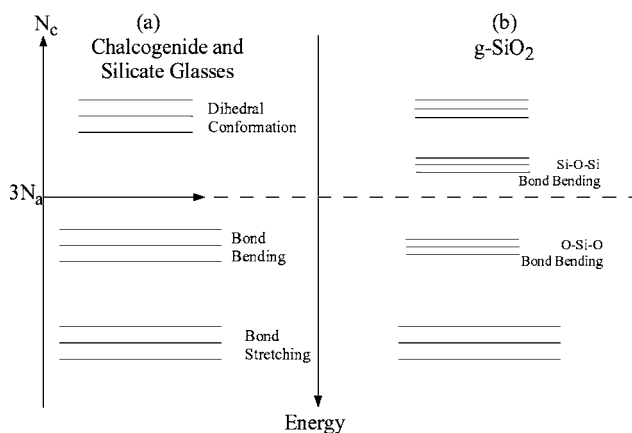 N_c
(a)
Chalcogenide and
Silicate Glasses
(b)
g-SiO₂
Dihedral
Conformation
Si-O-Si
Bond Bending
3N_a
Bond
Bending
O-Si-O
Bond Bending
Bond
Stretching
Energy